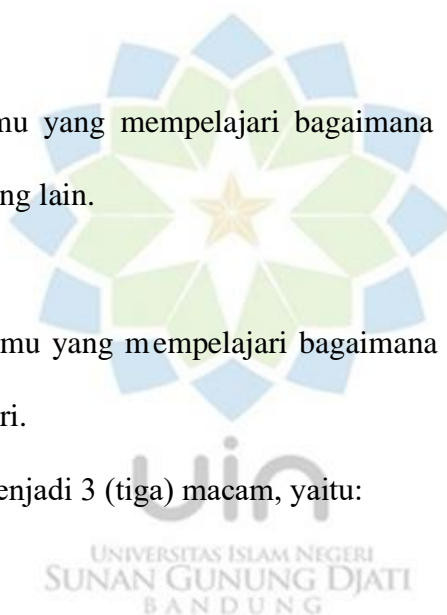 mu yang mempelajari bagaimana
ng lain.
mu yang mempelajari bagaimana
ri.
enjadi 3 (tiga) macam, yaitu:
uin
UNIVERSITAS ISLAM NEGERI
SUNAN GUNUNG DJATI
BANDUNG